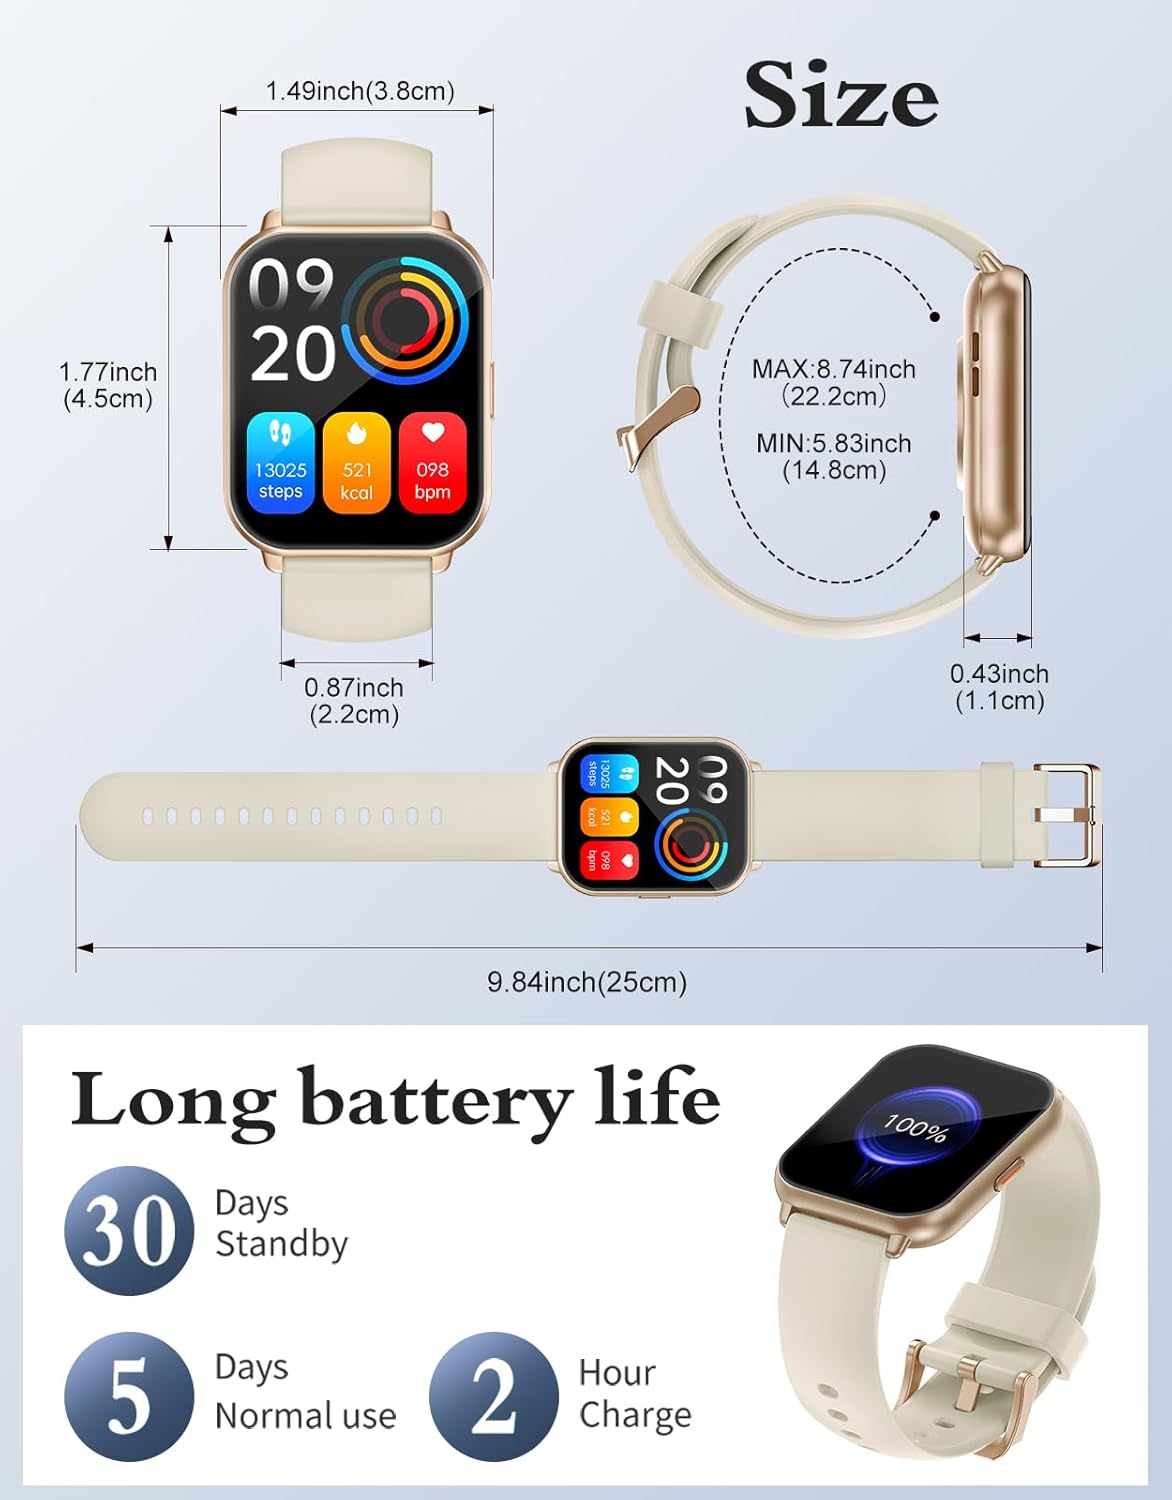 Size
1.49inch(3.8cm)
09
20
1.77inch
(4.5cm)
13025
steps
521
kcal
098
bpm
0.87inch
(2.2cm)
MAX:8.74inch
(22.2cm)
MIN:5.83inch
(14.8cm)
0.43inch
(1.1cm)
09
20
13025
steps
521
kcal
098
bpm
9.84inch(25cm)
Long battery life
100%
30
Days
Standby
5
Days
Normal use
2
Hour
Charge